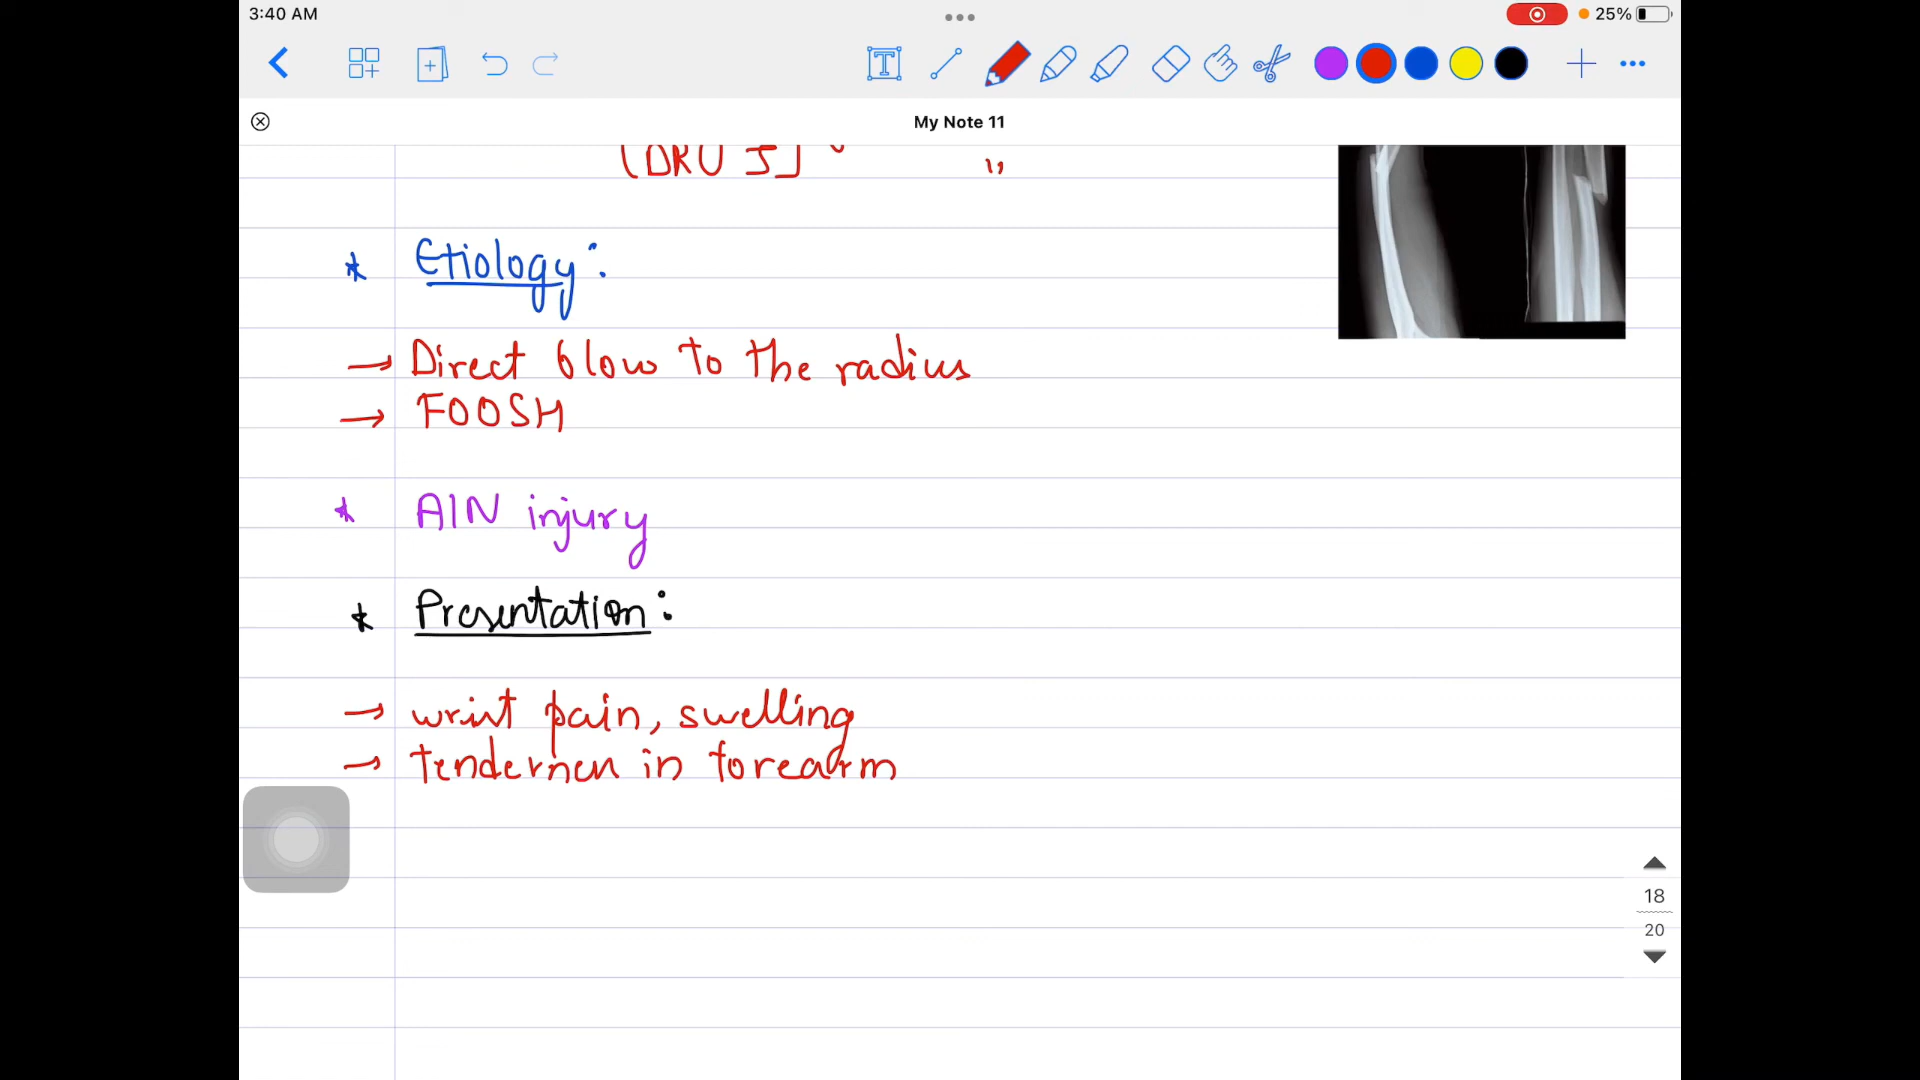 3:40 AM
25%
My Note 11
(DRUJ)
* Etiology:
→ Direct blow to the radius
→ FOOSH
* AIN injury
* Presentation:
→ wrist pain, swelling
→ tenderness in forearm
18
20